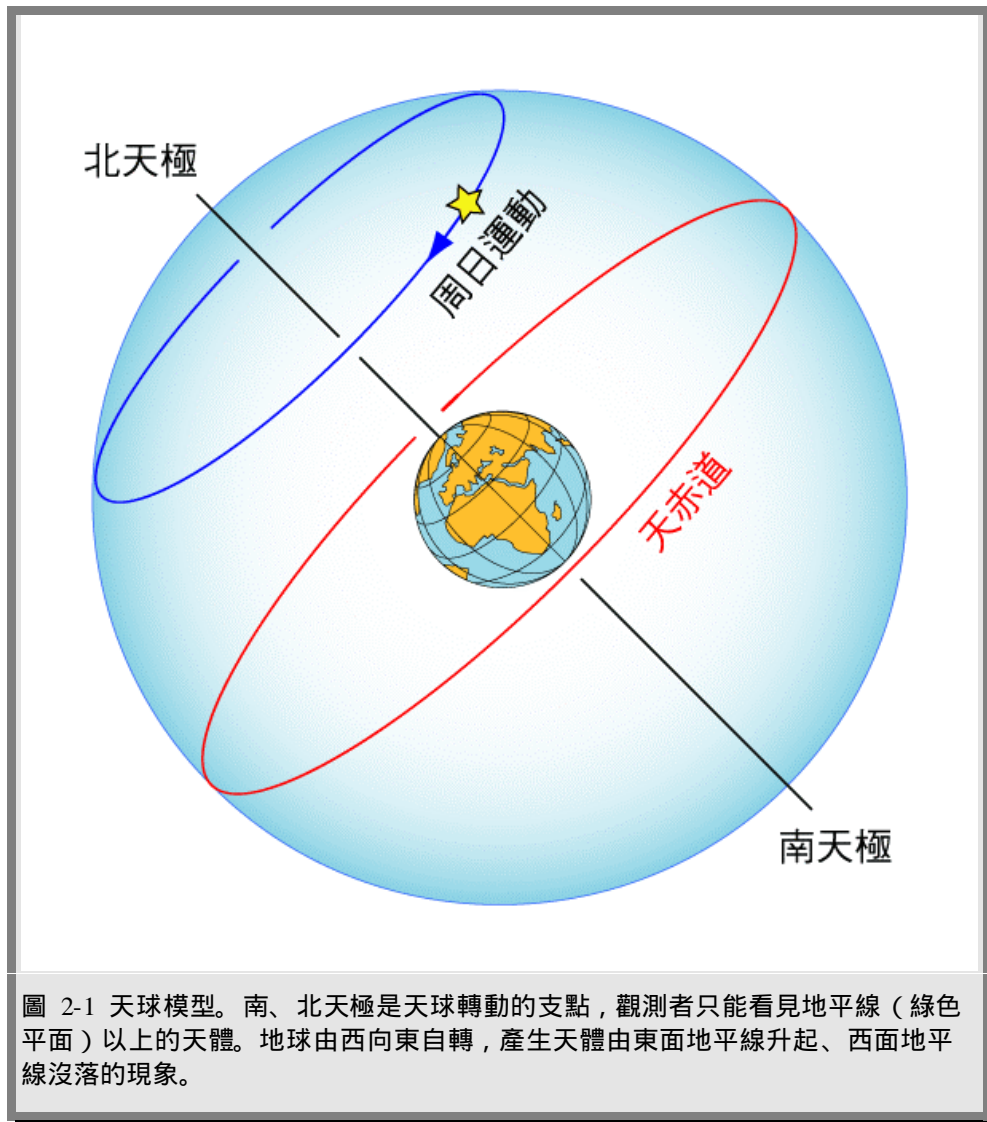 北天極
周日運動
天赤道
南天極
圖 2-1 天球模型。南、北天極是天球轉動的支點，觀測者只能看見地平線（綠色
平面）以上的天體。地球由西向東自轉，產生天體由東面地平線升起、西面地平
線沒落的現象。